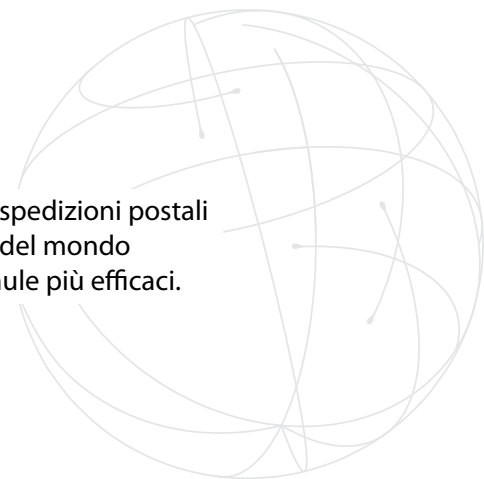 spedizioni postali
del mondo
ule più efficaci.